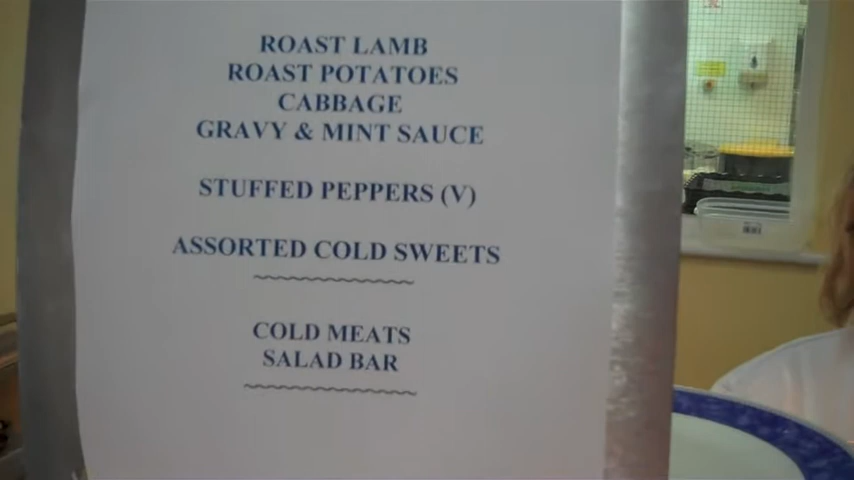 ROAST LAMB
ROAST POTATOES
CABBAGE
GRAVY & MINT SAUCE
STUFFED PEPPERS (V)
ASSORTED COLD SWEETS
COLD MEATS
SALAD BAR